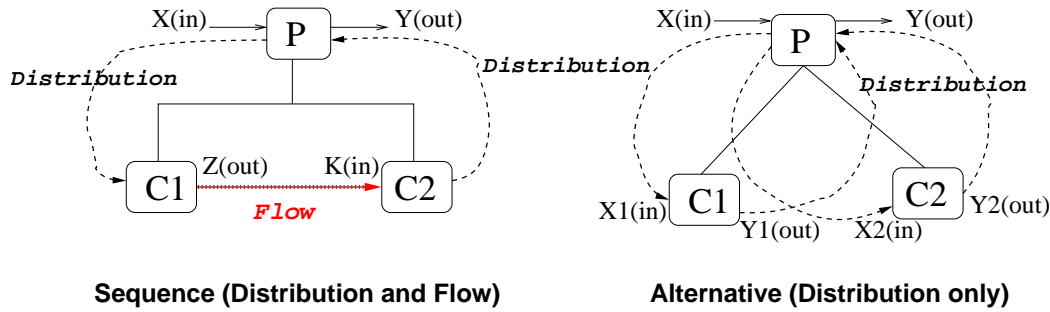 X(in)
P
Y(out)
Distribution
Distribution
C1
Z(out)
K(in)
C2
Flow
Sequence (Distribution and Flow)
X(in)
P
Y(out)
Distribution
X1(in)
C1
Y1(out)
X2(in)
C2
Y2(out)
Alternative (Distribution only)